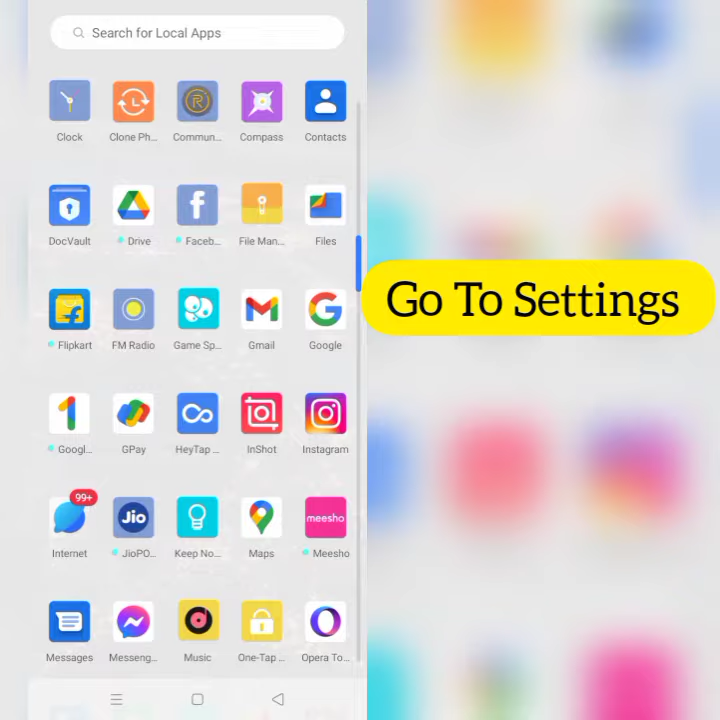 Search for Local Apps
Clock
Clone Ph...
Commun...
Compass
Contacts
DocVault
Drive
Faceb...
File Man...
Files
Flipkart
FM Radio
Game Sp...
Gmail
Google
Googl...
GPay
HeyTap ...
InShot
Instagram
99+
Jio
meesho
Internet
JioPO...
Keep No...
Maps
Meesho
Messages
Messeng...
Music
One-Tap ...
Opera To...
Go To Settings